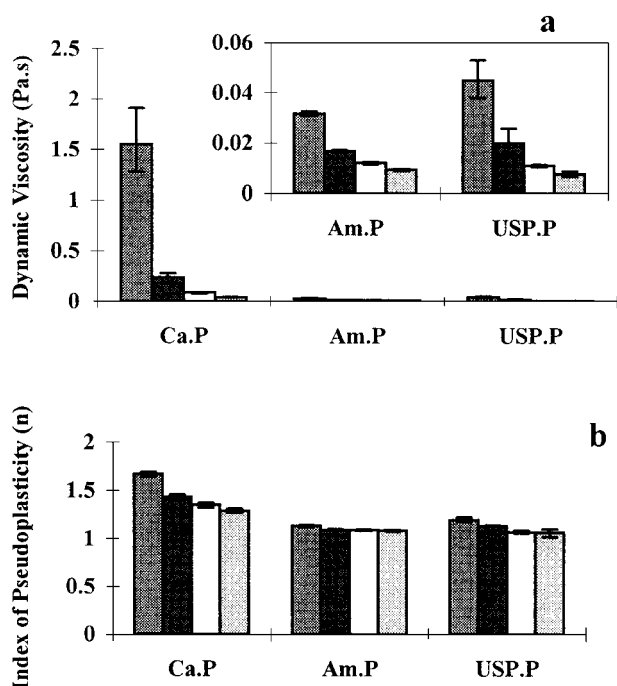 a
Dynamic Viscosity (Pa.s)
2.5
2
1.5
1
0.5
0
0.06
0.04
0.02
0
Am.P
USP.P
Ca.P
Am.P
USP.P
b
Index of Pseudoplasticity (n)
2
1.5
1
0.5
0
Ca.P
Am.P
USP.P